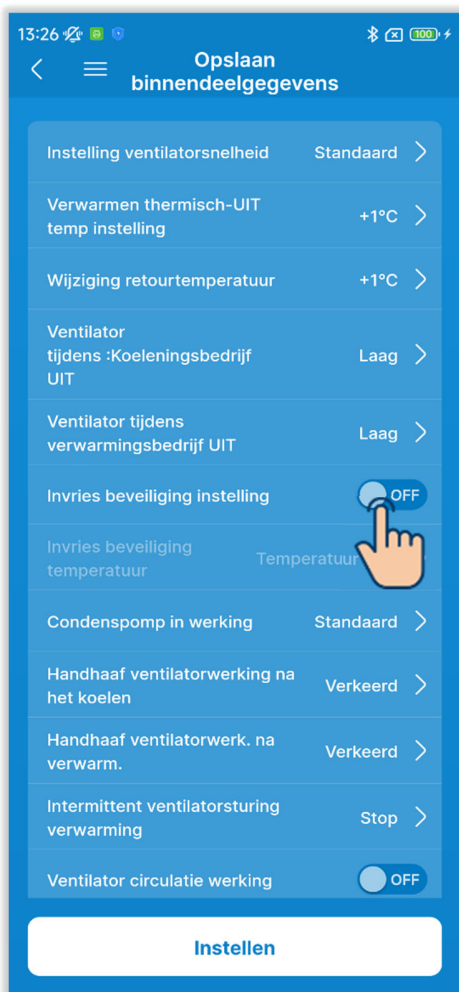 13:26
100
Opslaan
binnendeelgegevens
Instelling ventilatorsnelheid Standaard
Verwarmen thermisch-UIT
temp instelling
+1°C
Wijziging retourtemperatuur +1°C
Ventilator
tijdens :Koeleningsbedrijf
UIT
Laag
Ventilator tijdens
verwarmingsbedrijf UIT
Laag
Invries beveiliging instelling OFF
Invries beveiliging
temperatuur
Temperatuur
Condenspomp in werking Standaard
Handhaaf ventilatorwerking na
het koelen
Verkeerd
Handhaaf ventilatorwerk. na
verwarm.
Verkeerd
Intermittent ventilatorsturing
verwarming
Stop
Ventilator circulatie werking OFF
Instellen